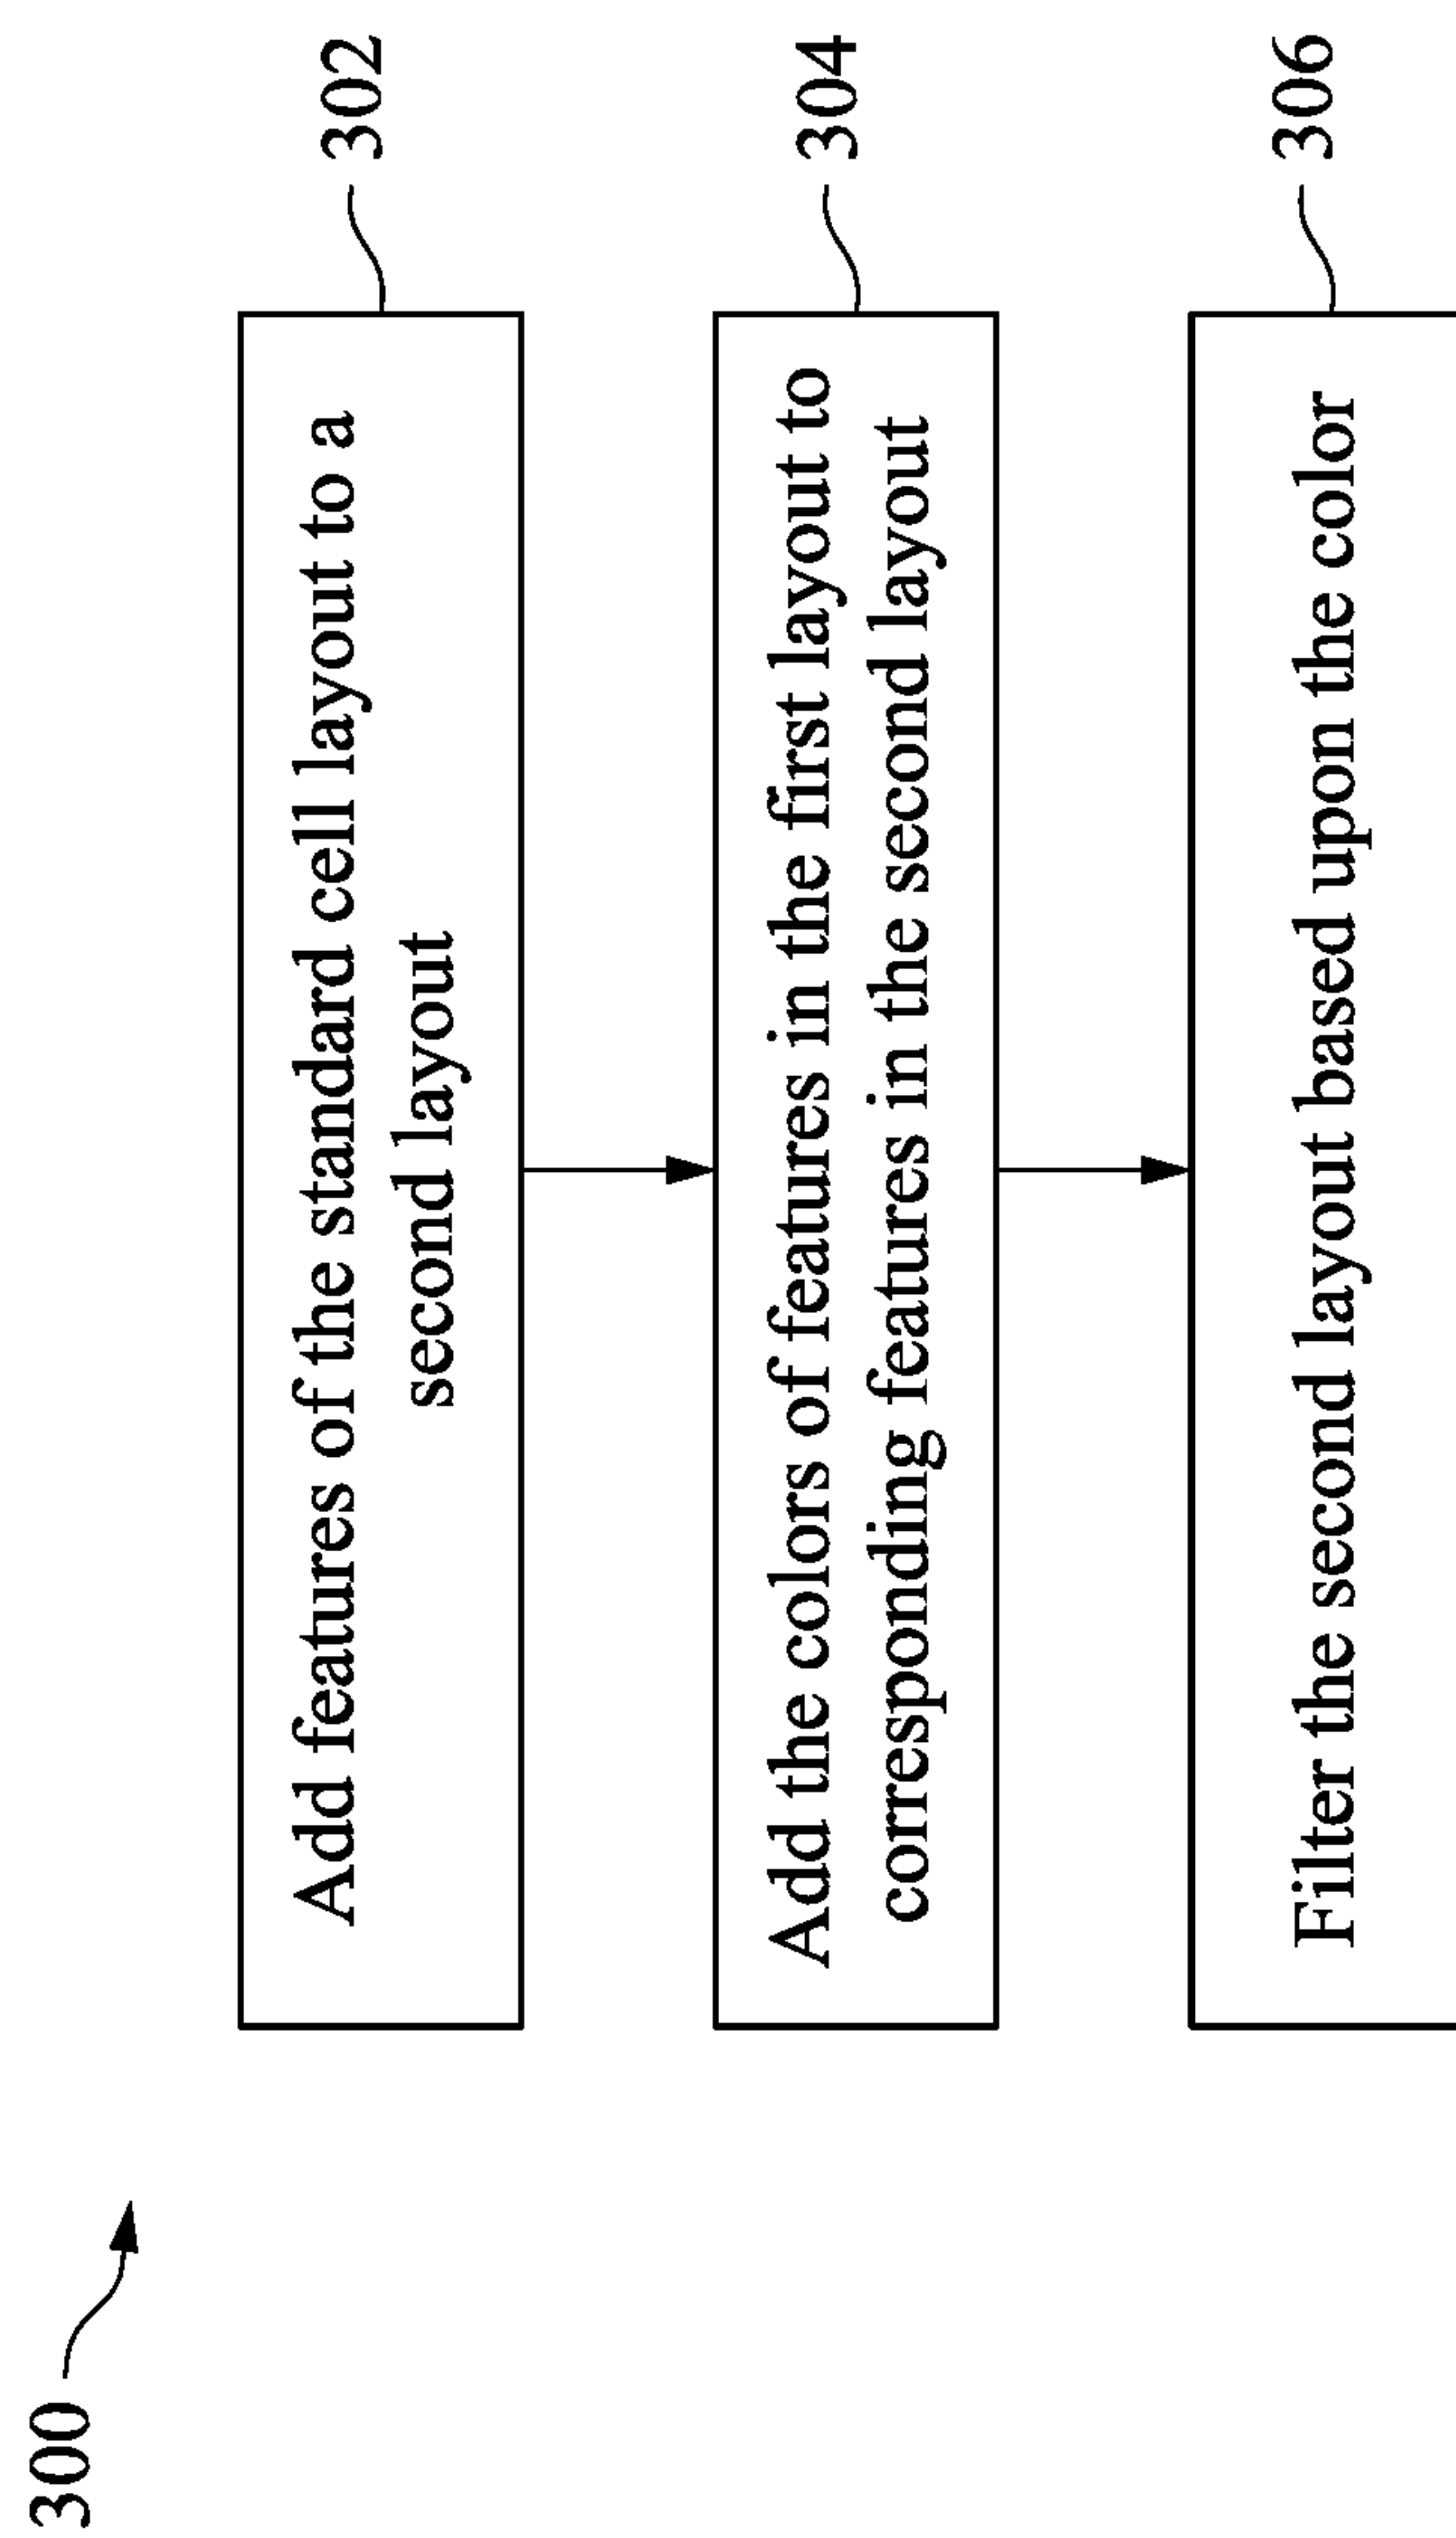 300
Add features of the standard cell layout to a
second layout
302
Add the colors of features in the first layout to
corresponding features in the second layout
304
Filter the second layout based upon the color
306